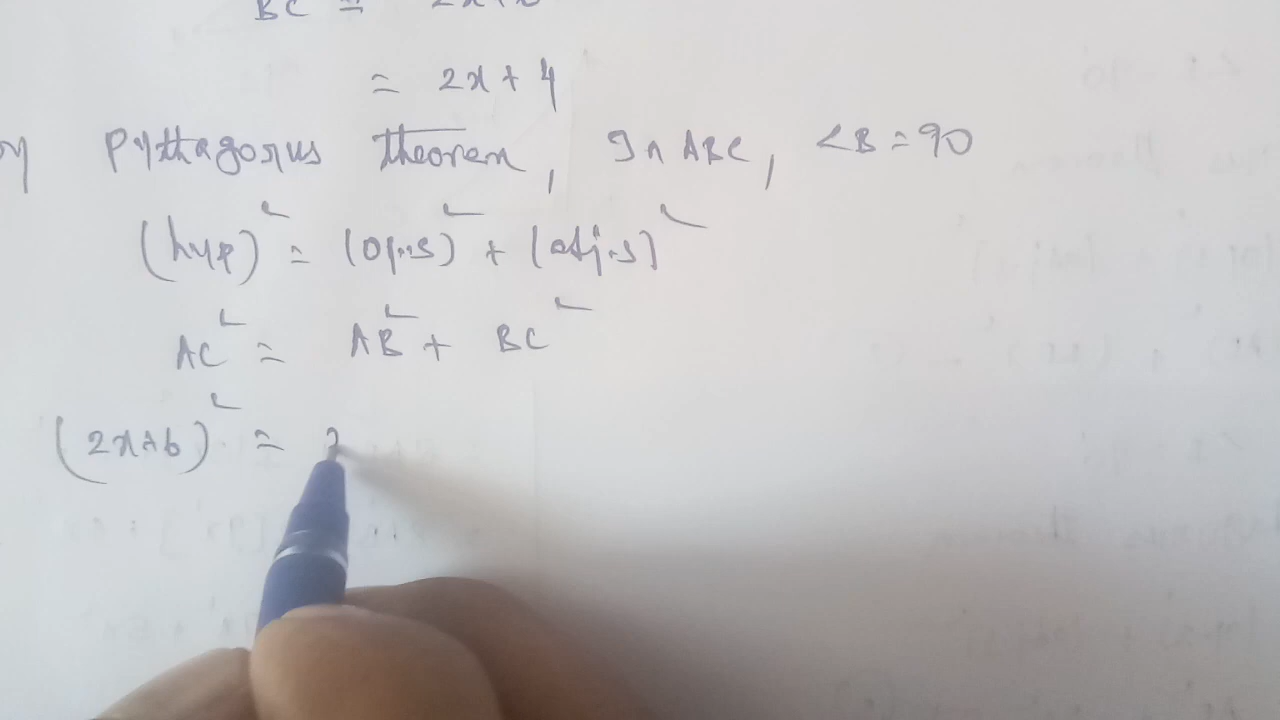 BC =
= 2x + 4
Pythagorus theorem, In ABC, <B = 90
(hyp)² = (opp.s)² + (adj.s)²
AC² = AB² + BC²
(2x+6)² =